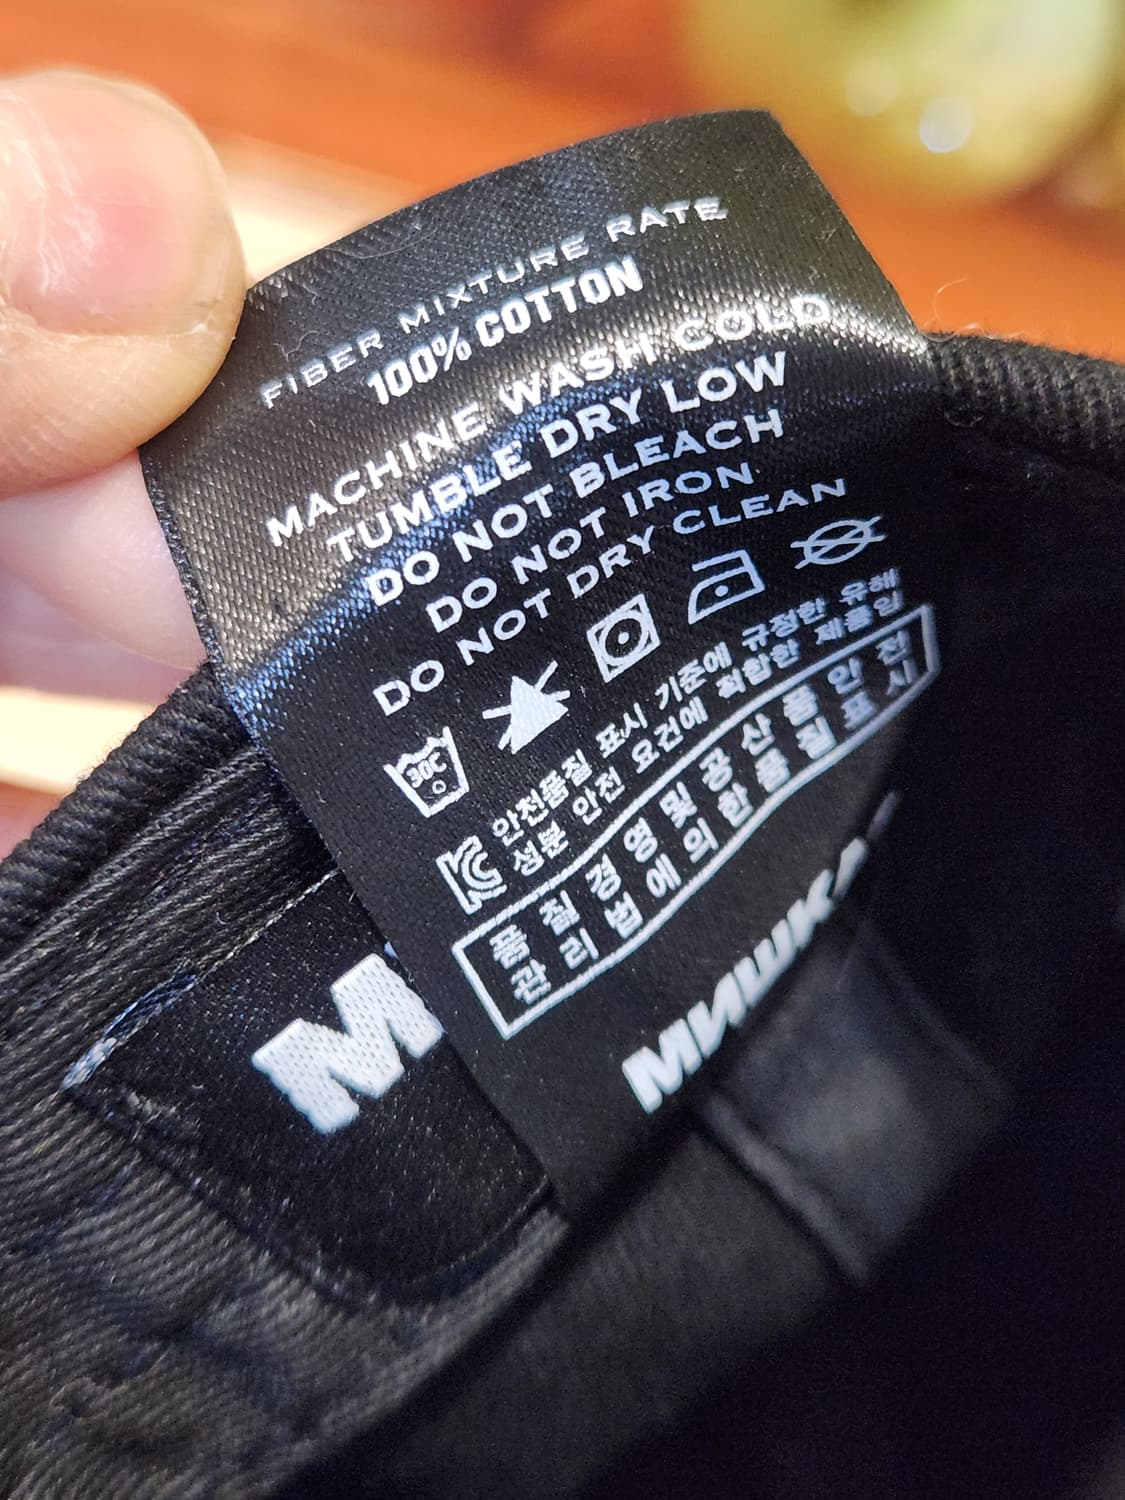 FIBER MIXTURE RATE
100% COTTON
MACHINE WASH COLD
TUMBLE DRY LOW
DO NOT BLEACH
DO NOT IRON
DO NOT DRY CLEAN
30C
안전품질 표시 기준에 규정한 유해
성분 안전 요건에 적합한 제품임
품질경영및공산품안전
관리법에의한품질표시
МИШКА
M